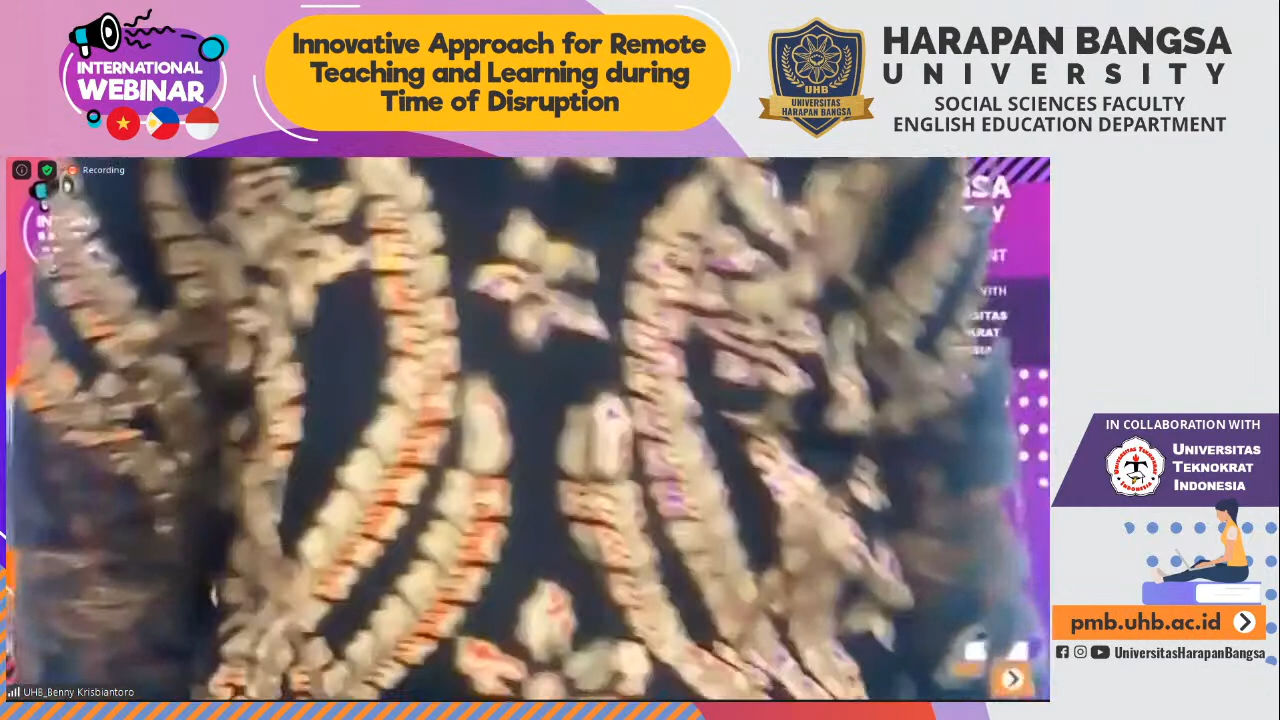 INTERNATIONAL
WEBINAR
Innovative Approach for Remote
Teaching and Learning during
Time of Disruption
UHB
UNIVERSITAS
HARAPAN BANGSA
HARAPAN BANGSA
UNIVERSITY
SOCIAL SCIENCES FACULTY
ENGLISH EDUCATION DEPARTMENT
Recording
UHB_Benny Krisbiantoro
IN COLLABORATION WITH
UNIVERSITAS
TEKNOKRAT
INDONESIA
pmb.uhb.ac.id
UniversitasHarapanBangsa